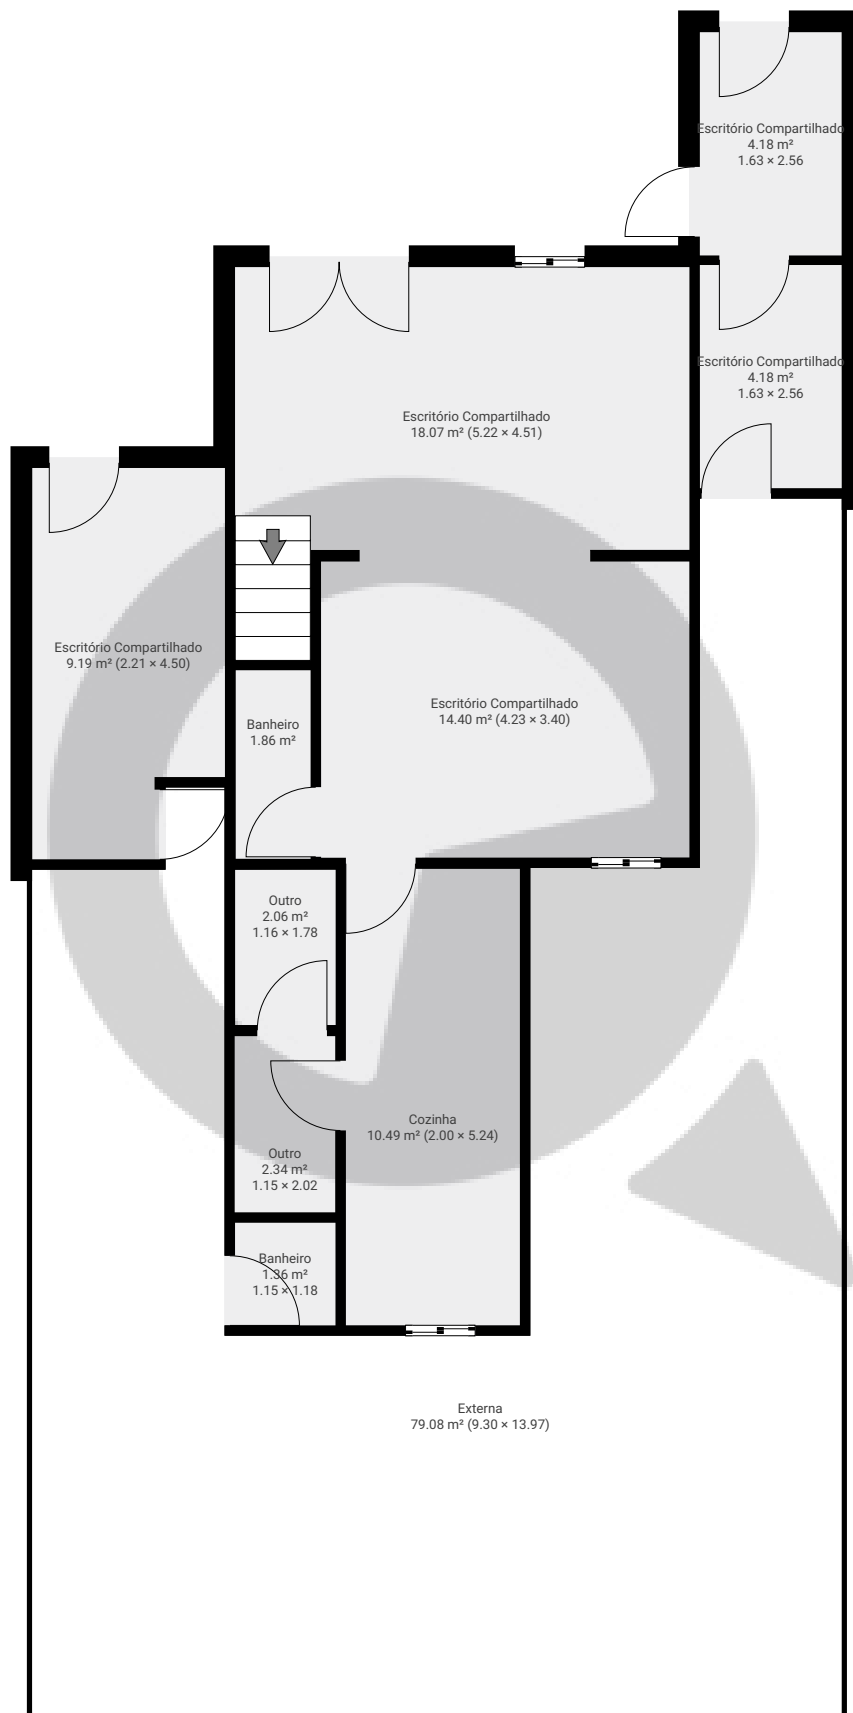 Escritório Compartilhado
4.18 m²
1.63 × 2.56
Escritório Compartilhado
4.18 m²
1.63 × 2.56
Escritório Compartilhado
18.07 m² (5.22 × 4.51)
Escritório Compartilhado
9.19 m² (2.21 × 4.50)
Escritório Compartilhado
14.40 m² (4.23 × 3.40)
Banheiro
1.86 m²
Outro
2.06 m²
1.16 × 1.78
Cozinha
10.49 m² (2.00 × 5.24)
Outro
2.34 m²
1.15 × 2.02
Banheiro
1.36 m²
1.15 × 1.18
Externa
79.08 m² (9.30 × 13.97)